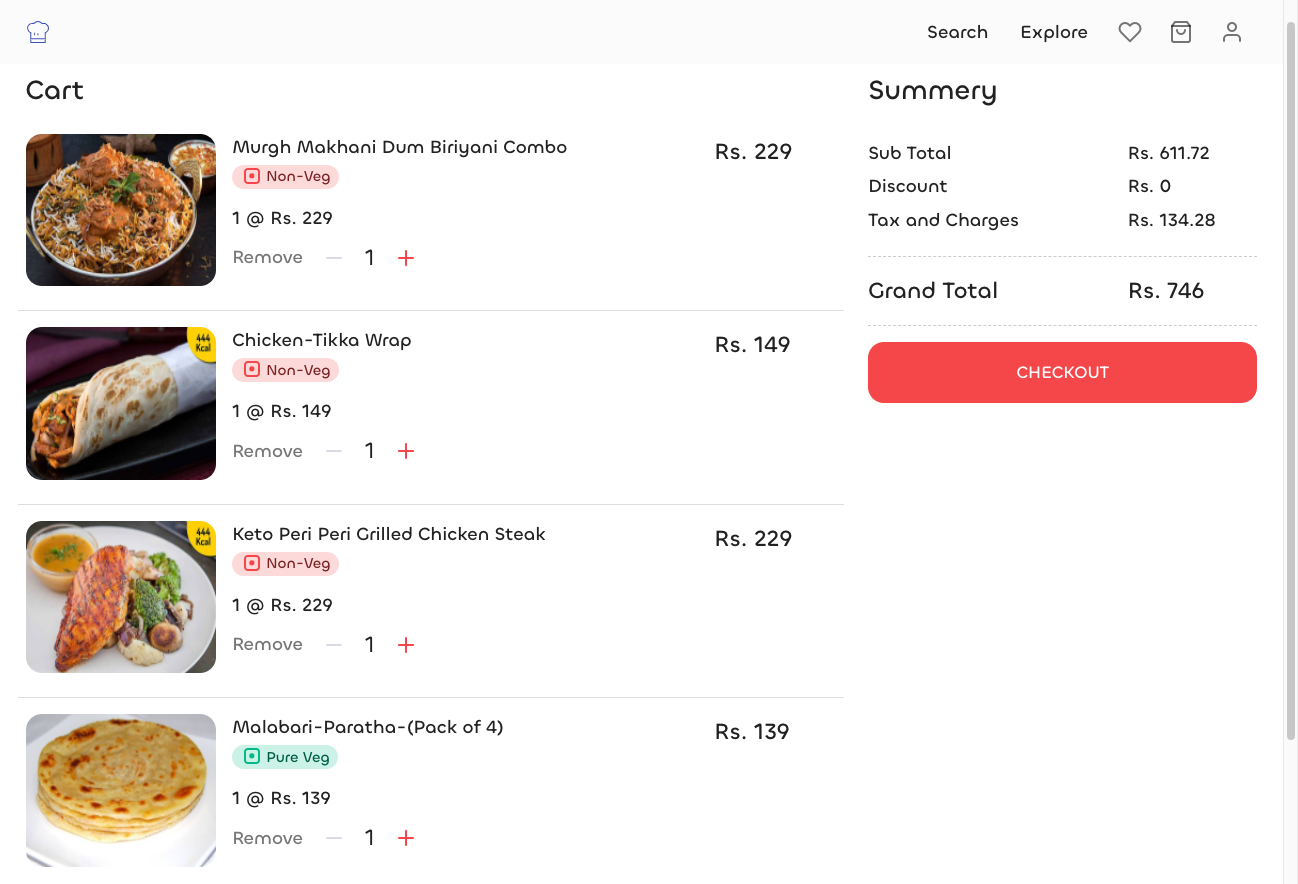 Search Explore
Cart
Murgh Makhani Dum Biriyani Combo
Non-Veg
1 @ Rs. 229
Remove — 1 +
Rs. 229
444
Kcal
Chicken-Tikka Wrap
Non-Veg
1 @ Rs. 149
Remove — 1 +
Rs. 149
444
Kcal
Keto Peri Peri Grilled Chicken Steak
Non-Veg
1 @ Rs. 229
Remove — 1 +
Rs. 229
Malabari-Paratha-(Pack of 4)
Pure Veg
1 @ Rs. 139
Remove — 1 +
Rs. 139
Summery
Sub Total Rs. 611.72
Discount Rs. 0
Tax and Charges Rs. 134.28
Grand Total Rs. 746
CHECKOUT